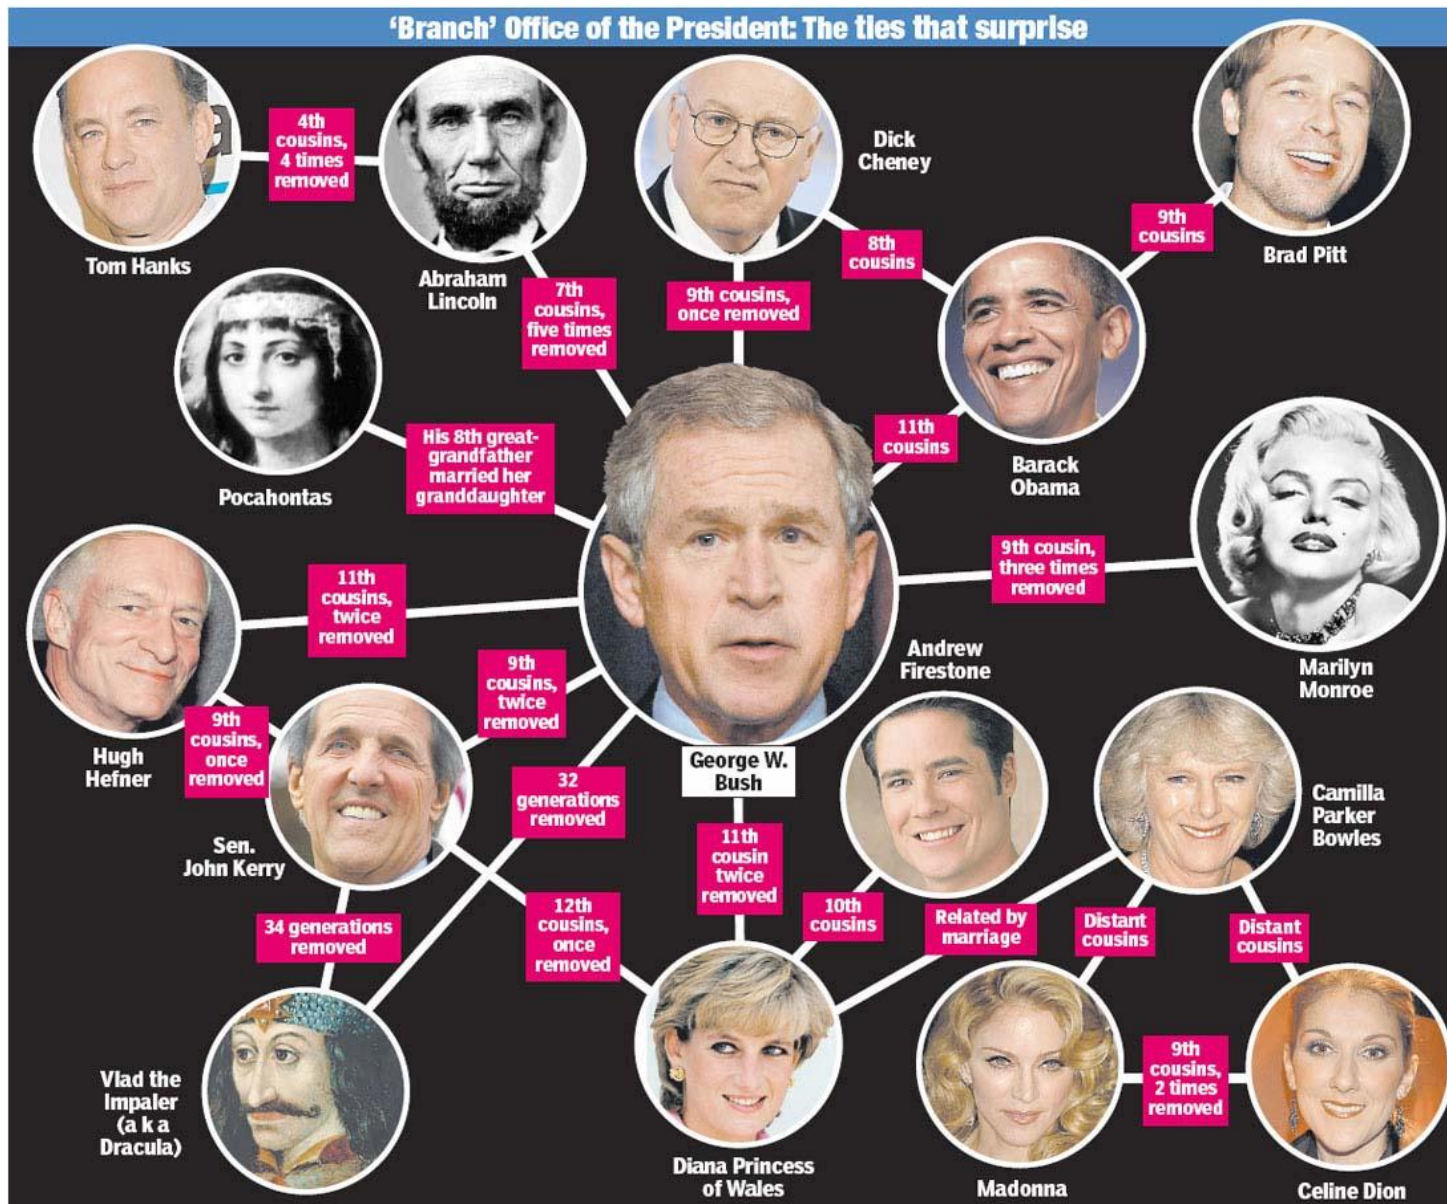 ‘Branch’ Office of the President: The ties that surprise
4th
cousins,
4 times
removed
Tom Hanks
Abraham
Lincoln
7th
cousins,
five times
removed
9th cousins,
once removed
Dick
Cheney
8th
cousins
9th
cousins
Brad Pitt
Pocahontas
His 8th great-
grandfather
married her
granddaughter
11th
cousins
Barack
Obama
11th
cousins,
twice
removed
9th cousin,
three times
removed
Marilyn
Monroe
Hugh
Hefner
9th
cousins,
once
removed
9th
cousins,
twice
removed
Andrew
Firestone
George W.
Bush
Sen.
John Kerry
32
generations
removed
Camilla
Parker
Bowles
34 generations
removed
12th
cousins,
once
removed
11th
cousin
twice
removed
10th
cousins
Related by
marriage
Distant
cousins
Distant
cousins
Vlad the
Impaler
(a k a
Dracula)
Diana Princess
of Wales
Madonna
9th
cousins,
2 times
removed
Celine Dion